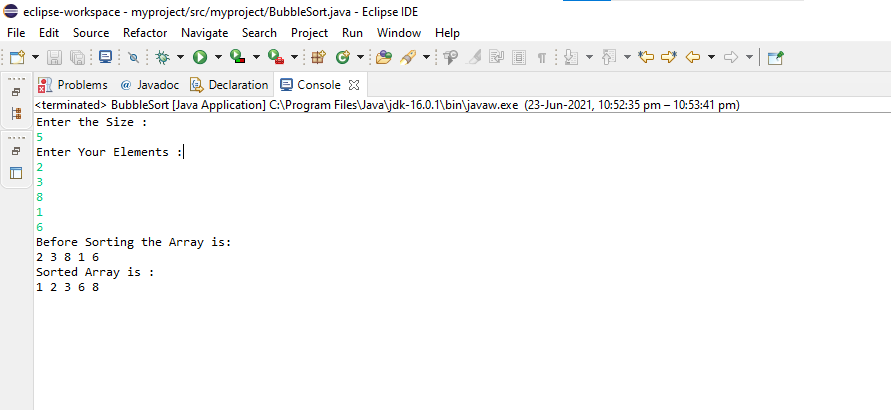 eclipse-workspace - myproject/src/myproject/BubbleSort.java - Eclipse IDE
File Edit Source Refactor Navigate Search Project Run Window Help
Problems @ Javadoc Declaration Console
<terminated> BubbleSort [Java Application] C:\Program Files\Java\jdk-16.0.1\bin\javaw.exe (23-Jun-2021, 10:52:35 pm – 10:53:41 pm)
Enter the Size :
5
Enter Your Elements :
2
3
8
1
6
Before Sorting the Array is:
2 3 8 1 6
Sorted Array is :
1 2 3 6 8